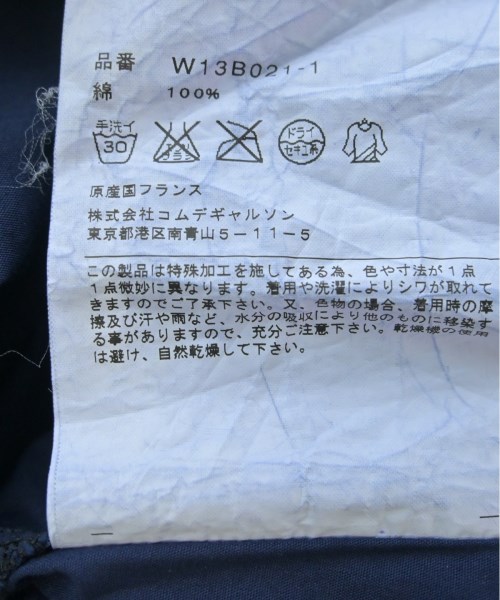 品番 W13B021-1
綿 100%
手洗イ 30 エンソサラシ ドライ セキユ系
原産国フランス
株式会社コムデギャルソン
東京都港区南青山5-11-5
この製品は特殊加工を施してある為、色や寸法が1点
1点微妙に異なります。着用や洗濯によりシワが取れて
きますのでご了承下さい。又、色物の場合、着用時の摩
擦及び汗や雨など、水分の吸収により他のものに移染す
る事がありますので、充分ご注意下さい。乾燥機の使用
は避け、自然乾燥して下さい。